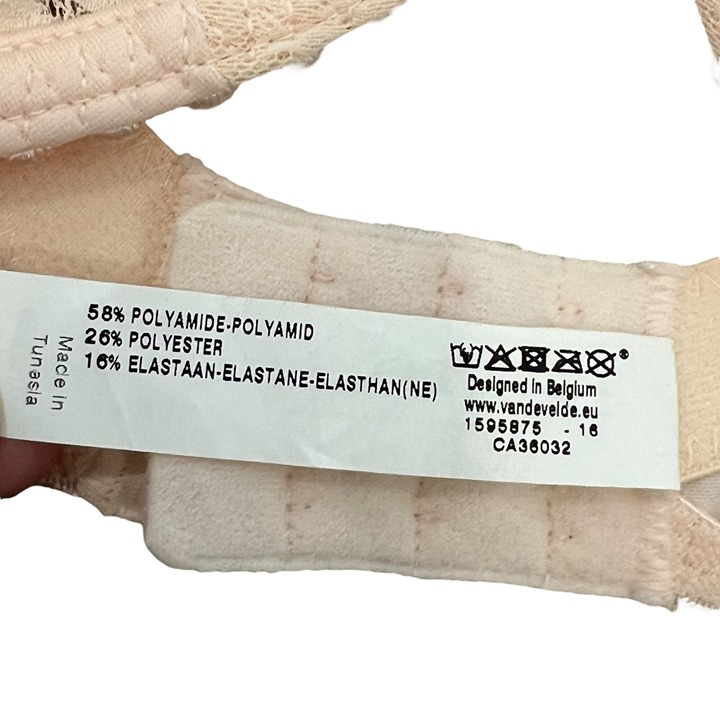 58% POLYAMIDE-POLYAMID
26% POLYESTER
16% ELASTAAN-ELASTANE-ELASTHAN(NE)
Made in
Tunasia
Designed in Belgium
www.vandevelde.eu
1595875 - 16
CA36032